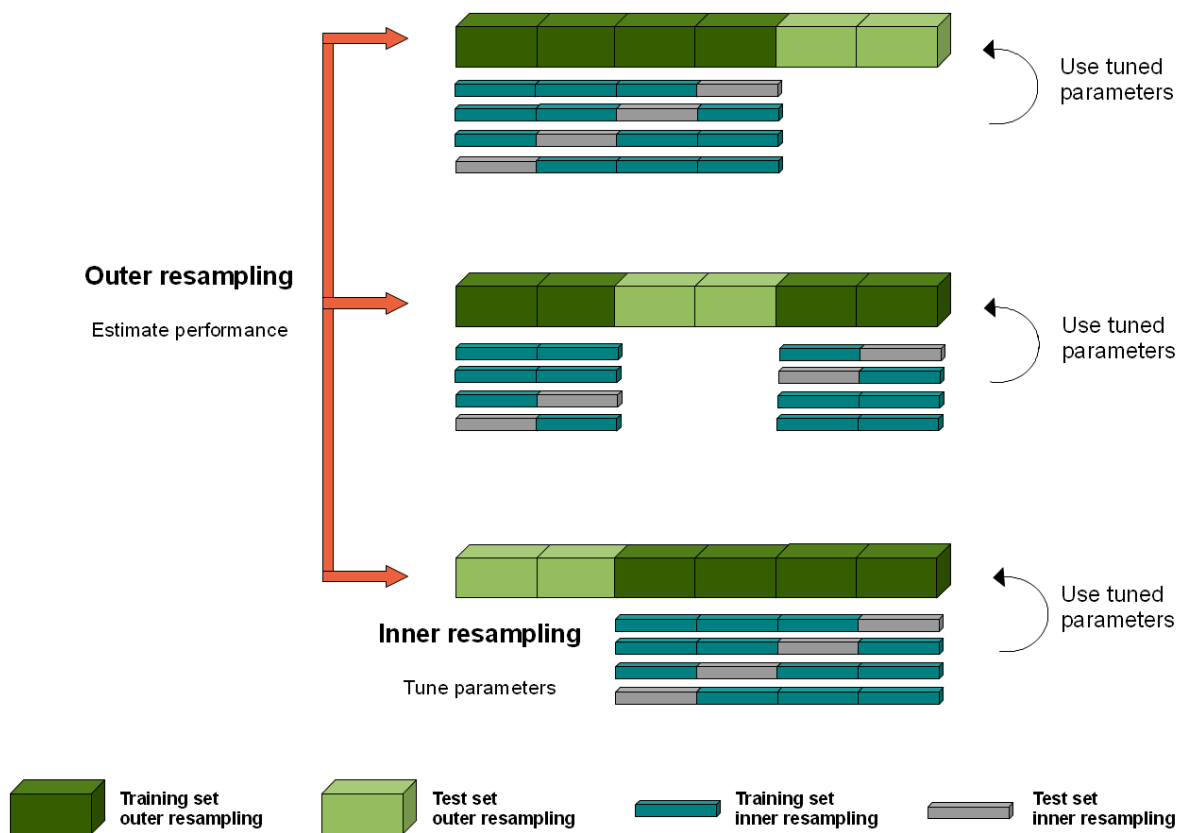 Use tuned
parameters
Outer resampling
Estimate performance
Use tuned
parameters
Use tuned
parameters
Inner resampling
Tune parameters
Training set
outer resampling
Test set
outer resampling
Training set
inner resampling
Test set
inner resampling